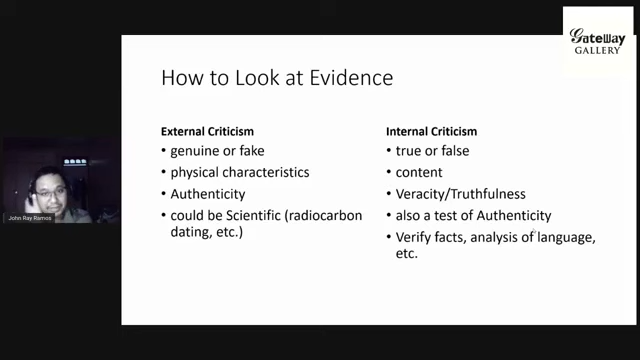 GateWay
GALLERY
How to Look at Evidence
External Criticism
• genuine or fake
• physical characteristics
• Authenticity
• could be Scientific (radiocarbon
dating, etc.)
Internal Criticism
• true or false
• content
• Veracity/Truthfulness
• also a test of Authenticity
• Verify facts, analysis of language,
etc.
John Ray Ramos